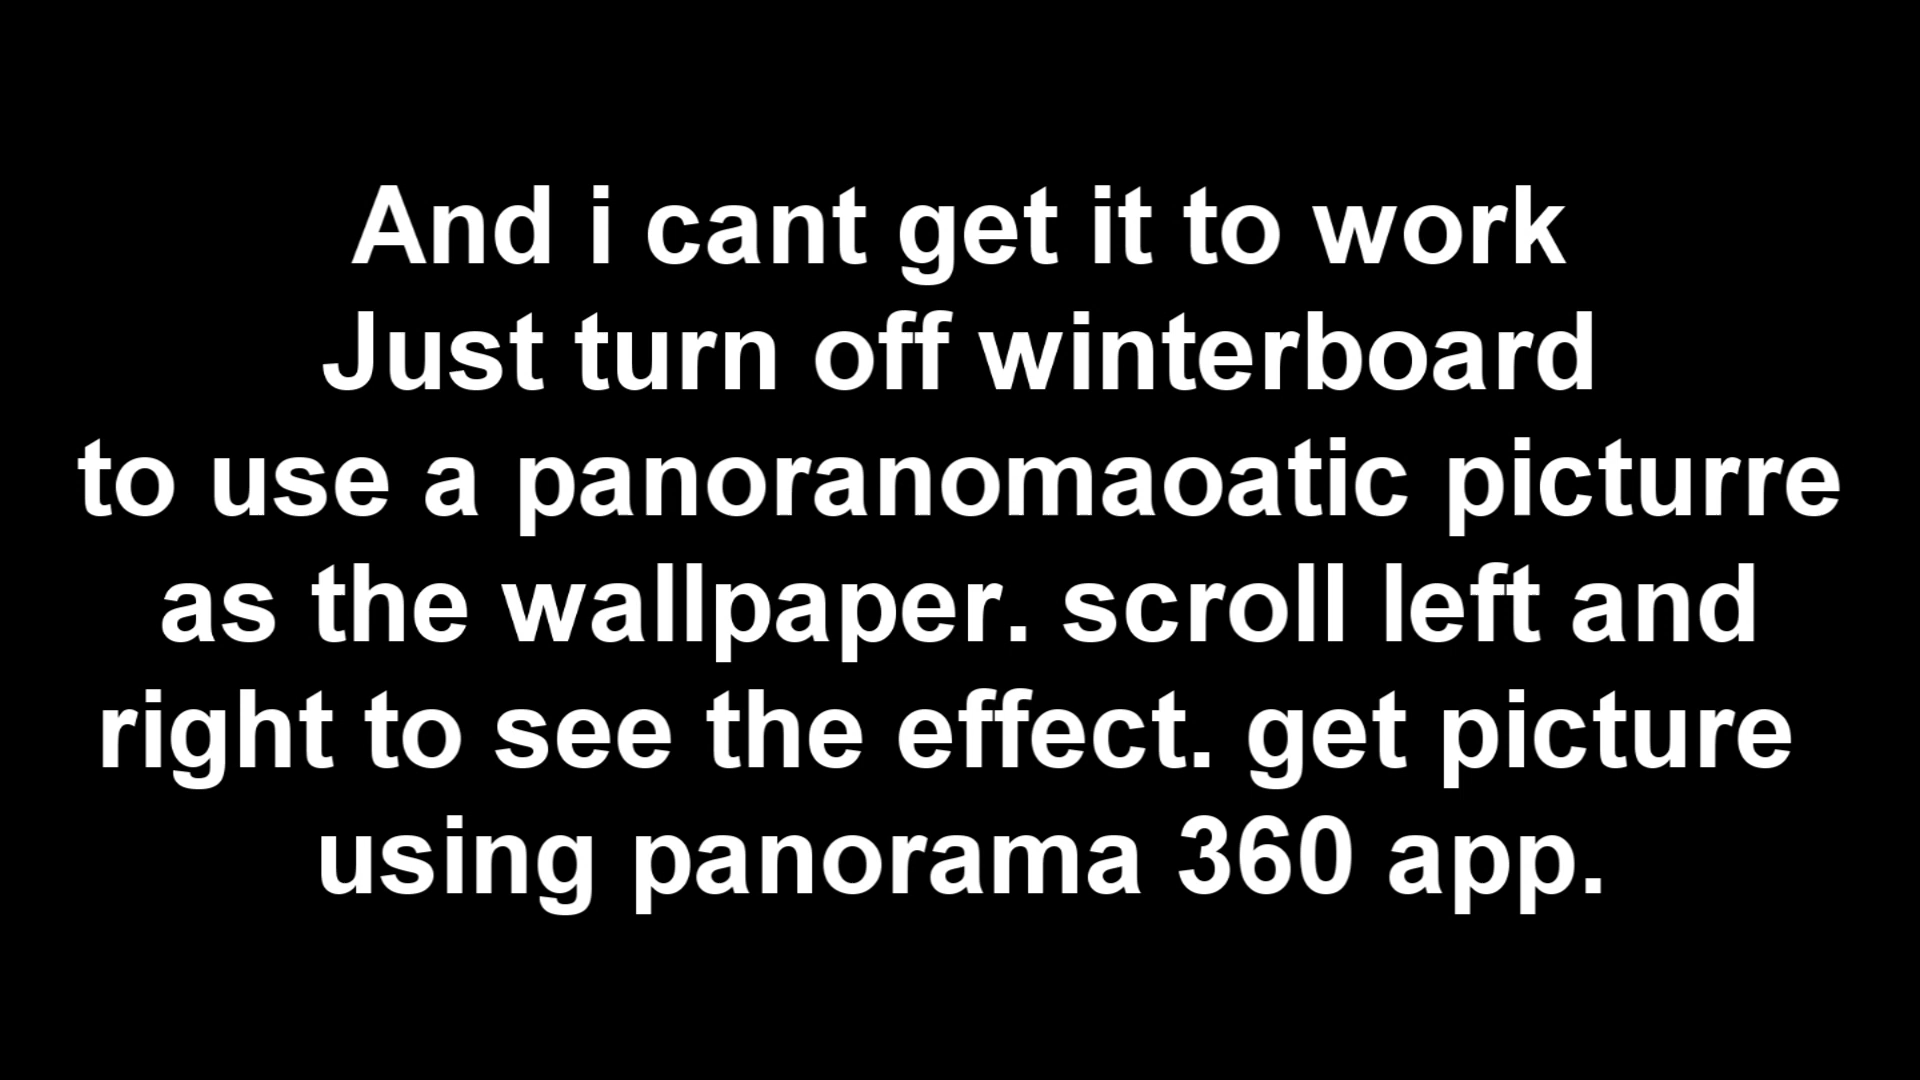 And i cant get it to work
Just turn off winterboard
to use a panoranomaoatic picturre
as the wallpaper. scroll left and
right to see the effect. get picture
using panorama 360 app.